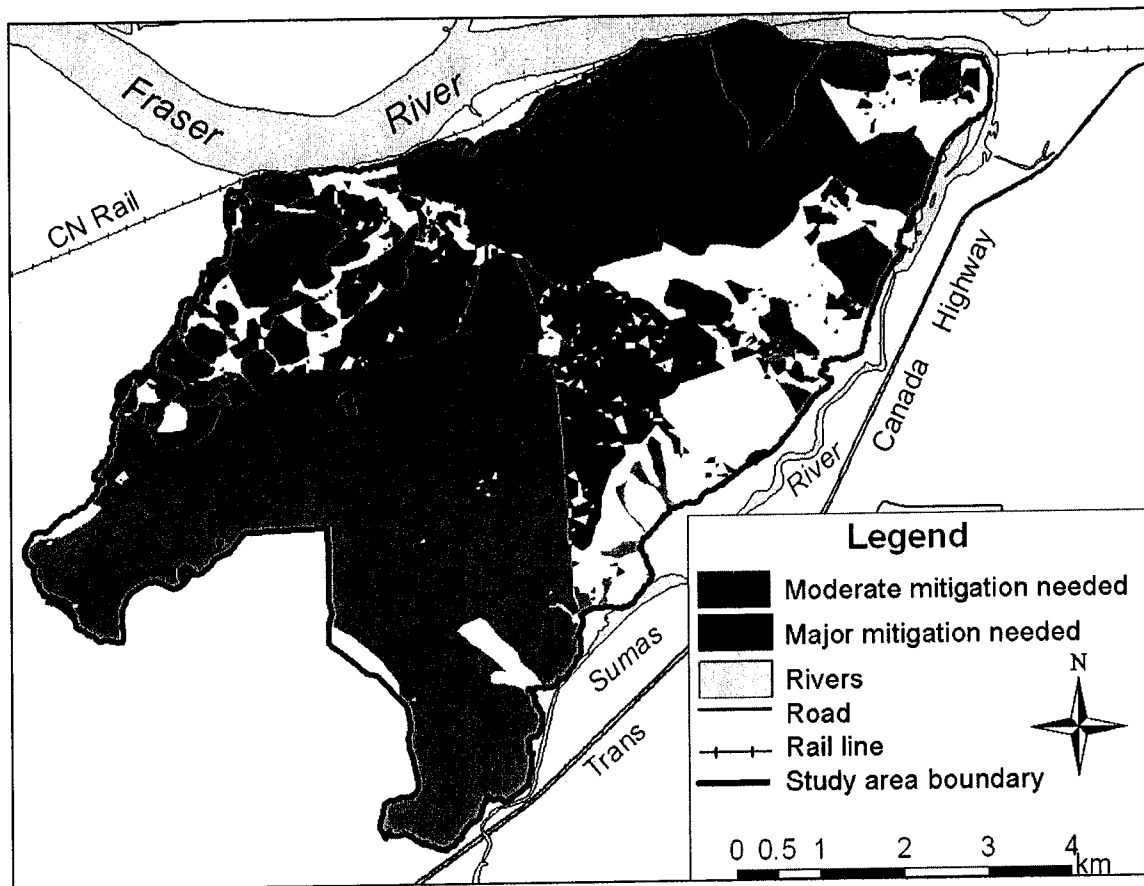 Fraser River
CN Rail
Canada Highway
River
Sumas
Trans
Legend
Moderate mitigation needed
Major mitigation needed
Rivers
Road
Rail line
Study area boundary
N
0 0.5 1 2 3 4
km